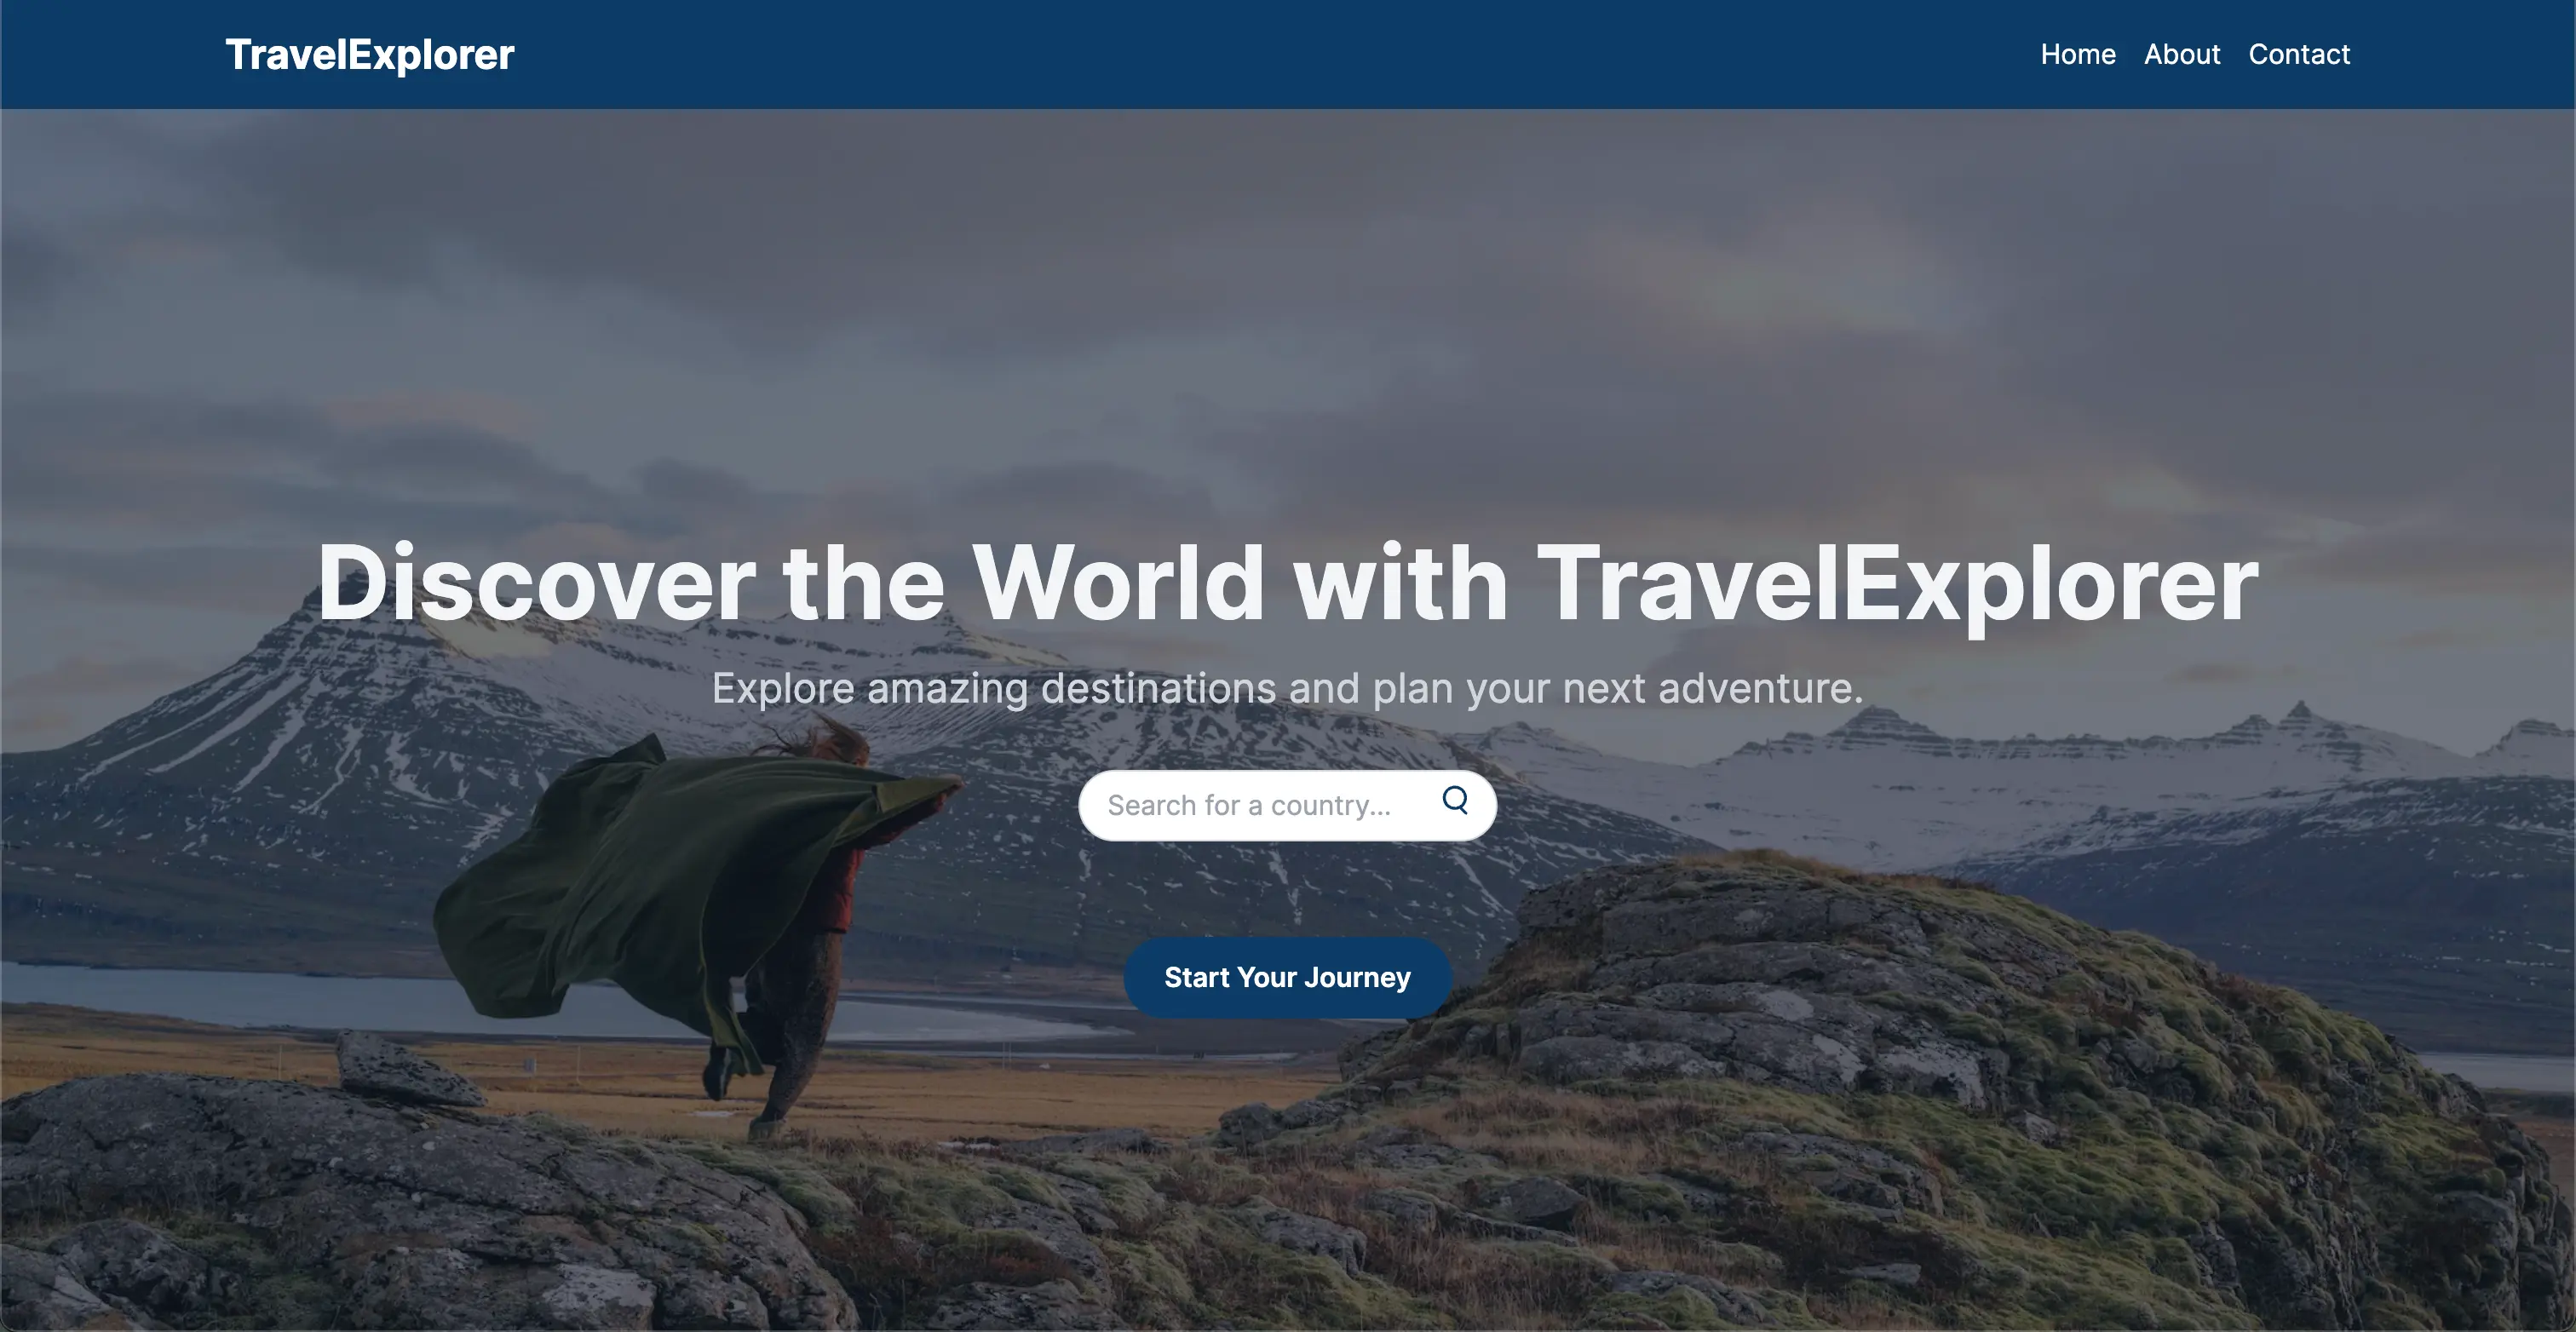 TravelExplorer
Home About Contact
Discover the World with TravelExplorer
Explore amazing destinations and plan your next adventure.
Search for a country...
Start Your Journey